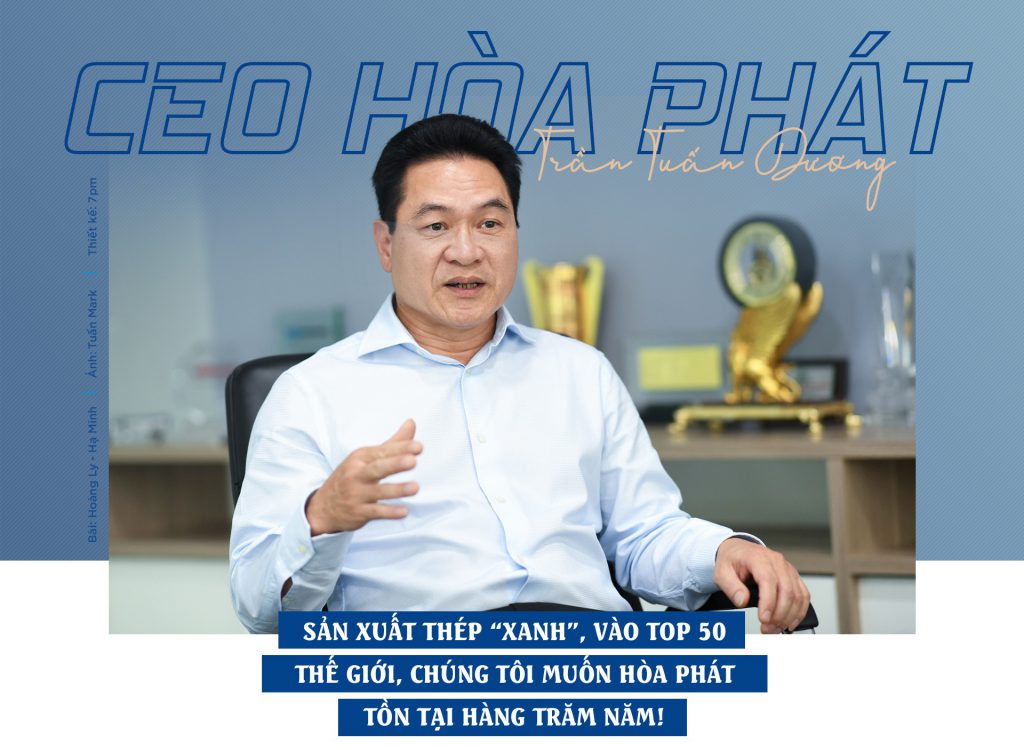 CEO HÒA PHÁT
Trần Tuấn Dương
Bài: Hoàng Ly - Hạ Minh | Ảnh: Tuấn Mark | Thiết kế: 7pm
SẢN XUẤT THÉP “XANH”, VÀO TOP 50
THẾ GIỚI, CHÚNG TÔI MUỐN HÒA PHÁT
TỒN TẠI HÀNG TRĂM NĂM!